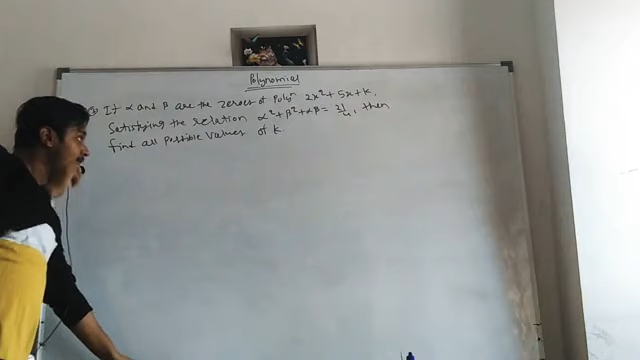 Polynomial
If α and β are the zeroes of Poly. 2x² + 5x + k,
Satisfying the relation α² + β² + αβ = 21/4, then
find all possible values of k.